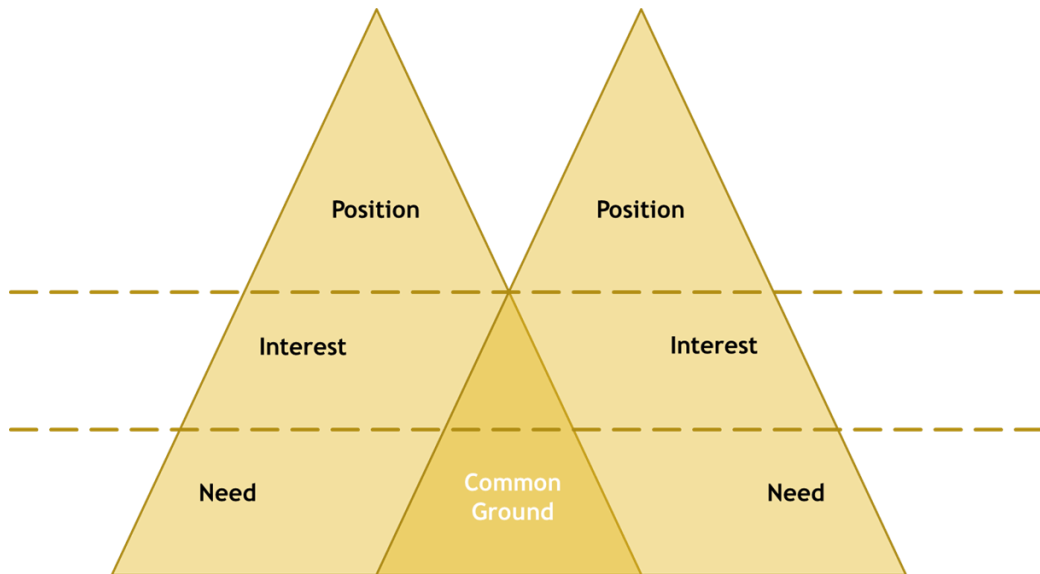 Position
Position
Interest
Interest
Need
Common
Ground
Need